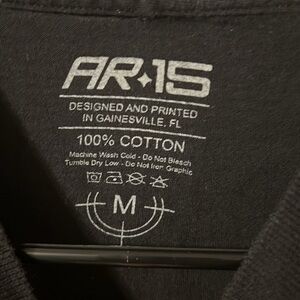 AR✦15
DESIGNED AND PRINTED
IN GAINESVILLE, FL
100% COTTON
Machine Wash Cold - Do Not Bleach
Tumble Dry Low - Do Not Iron Graphic
M